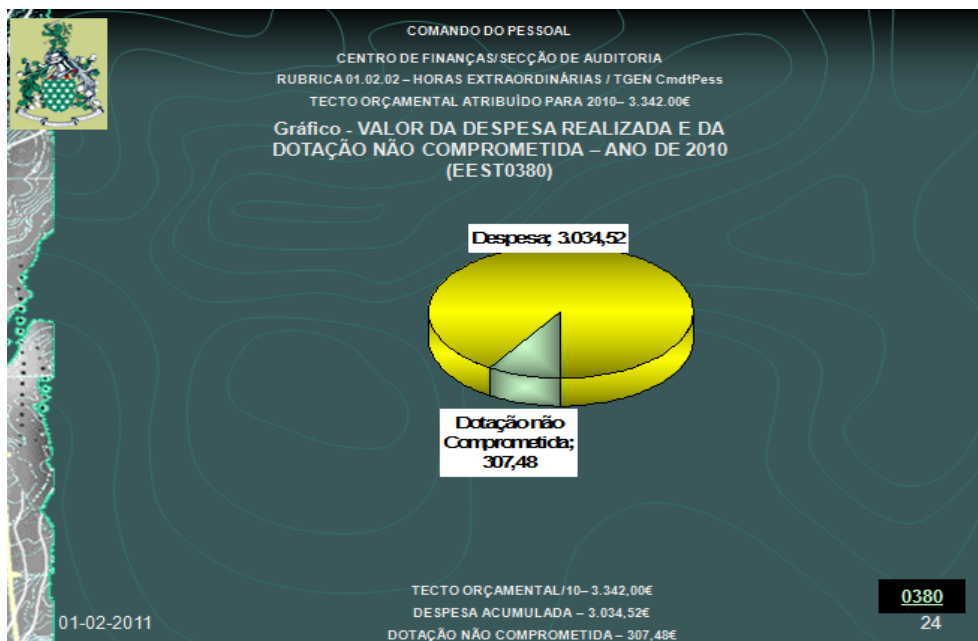 COMANDO DO PESSOAL
CENTRO DE FINANÇAS/SECÇÃO DE AUDITORIA
RUBRICA 01.02.02 – HORAS EXTRAORDINÁRIAS / TGEN CmdtPess
TECTO ORÇAMENTAL ATRIBUÍDO PARA 2010– 3.342.00€
Gráfico - VALOR DA DESPESA REALIZADA E DA
DOTAÇÃO NÃO COMPROMETIDA – ANO DE 2010
(EEST0380)
Despesa; 3.034,52
Dotação não
Comprometida;
307,48
TECTO ORÇAMENTAL/10– 3.342,00€
DESPESA ACUMULADA – 3.034,52€
DOTAÇÃO NÃO COMPROMETIDA – 307,48€
01-02-2011
0380
24